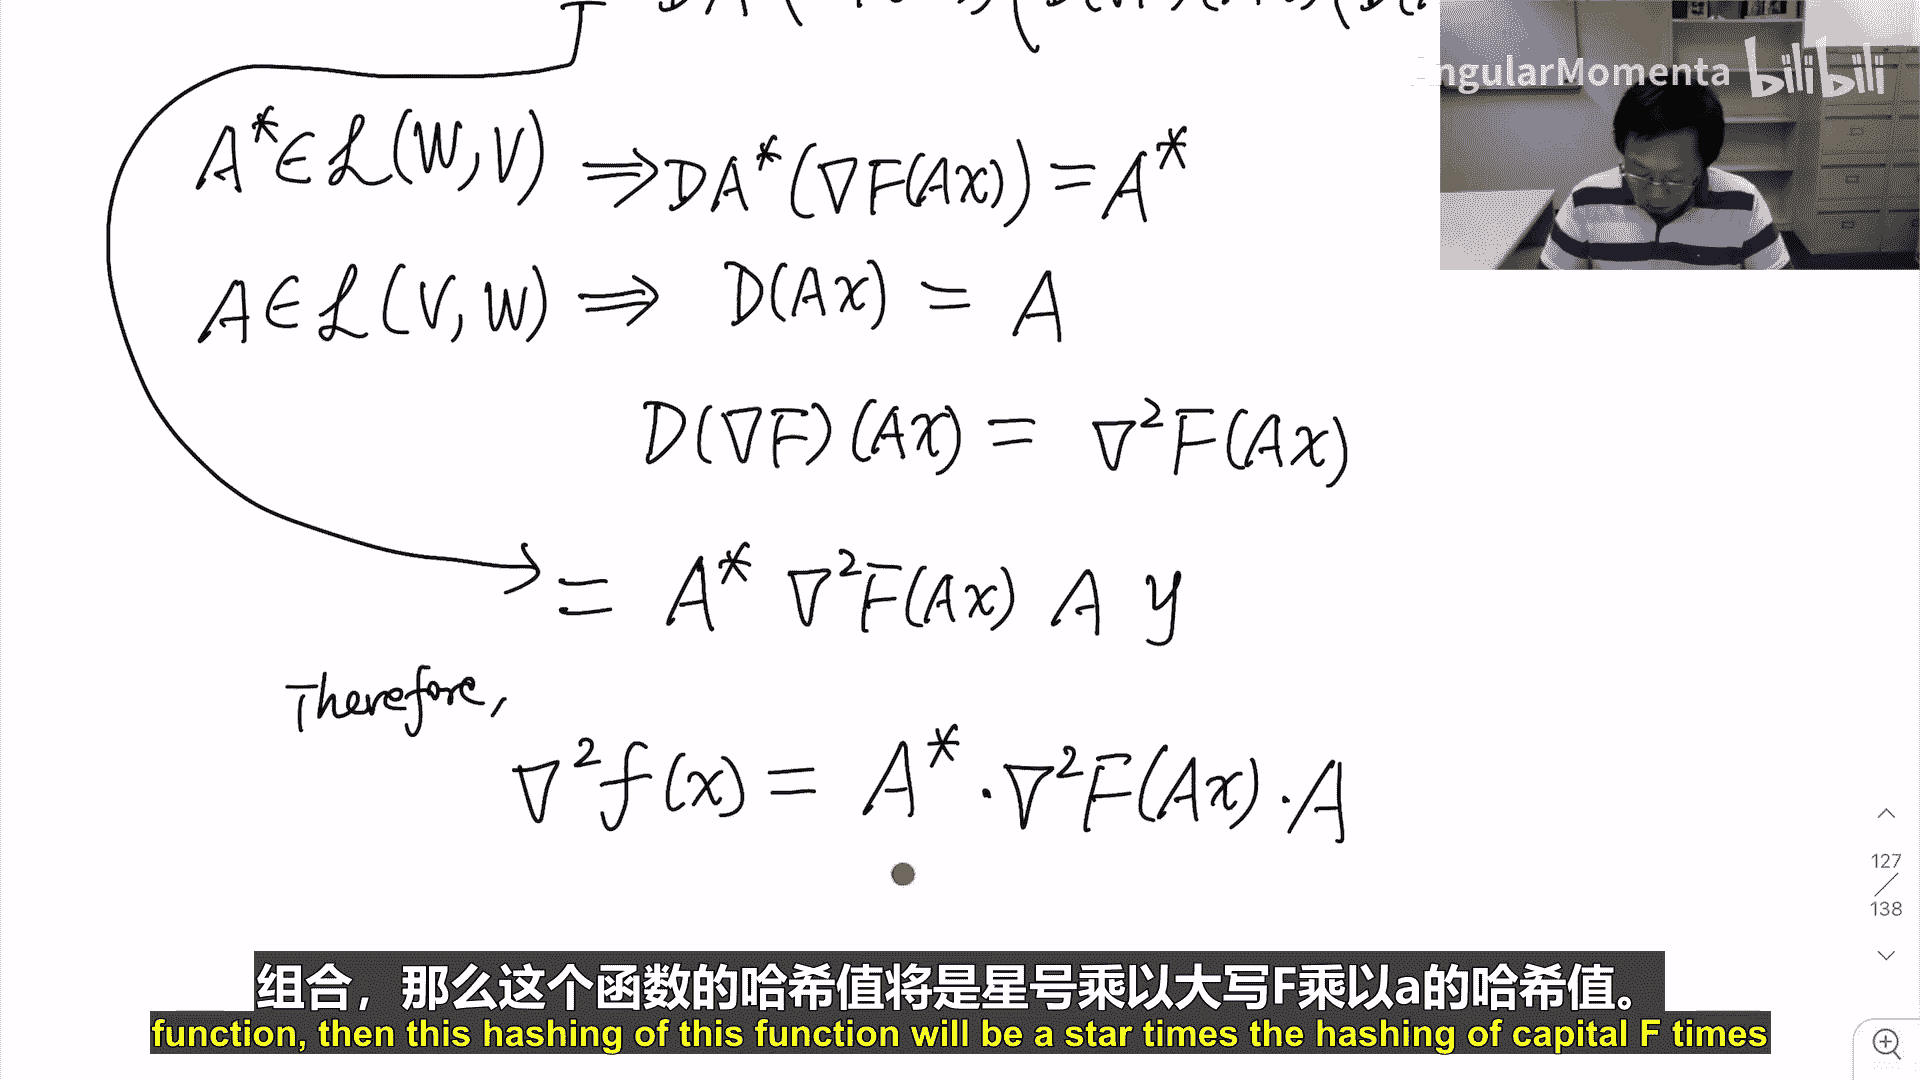 ngularMomenta bilibili
A* ∈ ℒ(W,V) ⟹ DA*(∇F(Ax)) = A*
A ∈ ℒ(V,W) ⟹ D(Ax) = A
D(∇F)(Ax) = ∇²F(Ax)
= A* ∇²F(Ax) A y
Therefore,
∇²f(x) = A* · ∇²F(Ax) · A
127
138
组合，那么这个函数的哈希值将是星号乘以大写F乘以a的哈希值。
function, then this hashing of this function will be a star times the hashing of capital F times